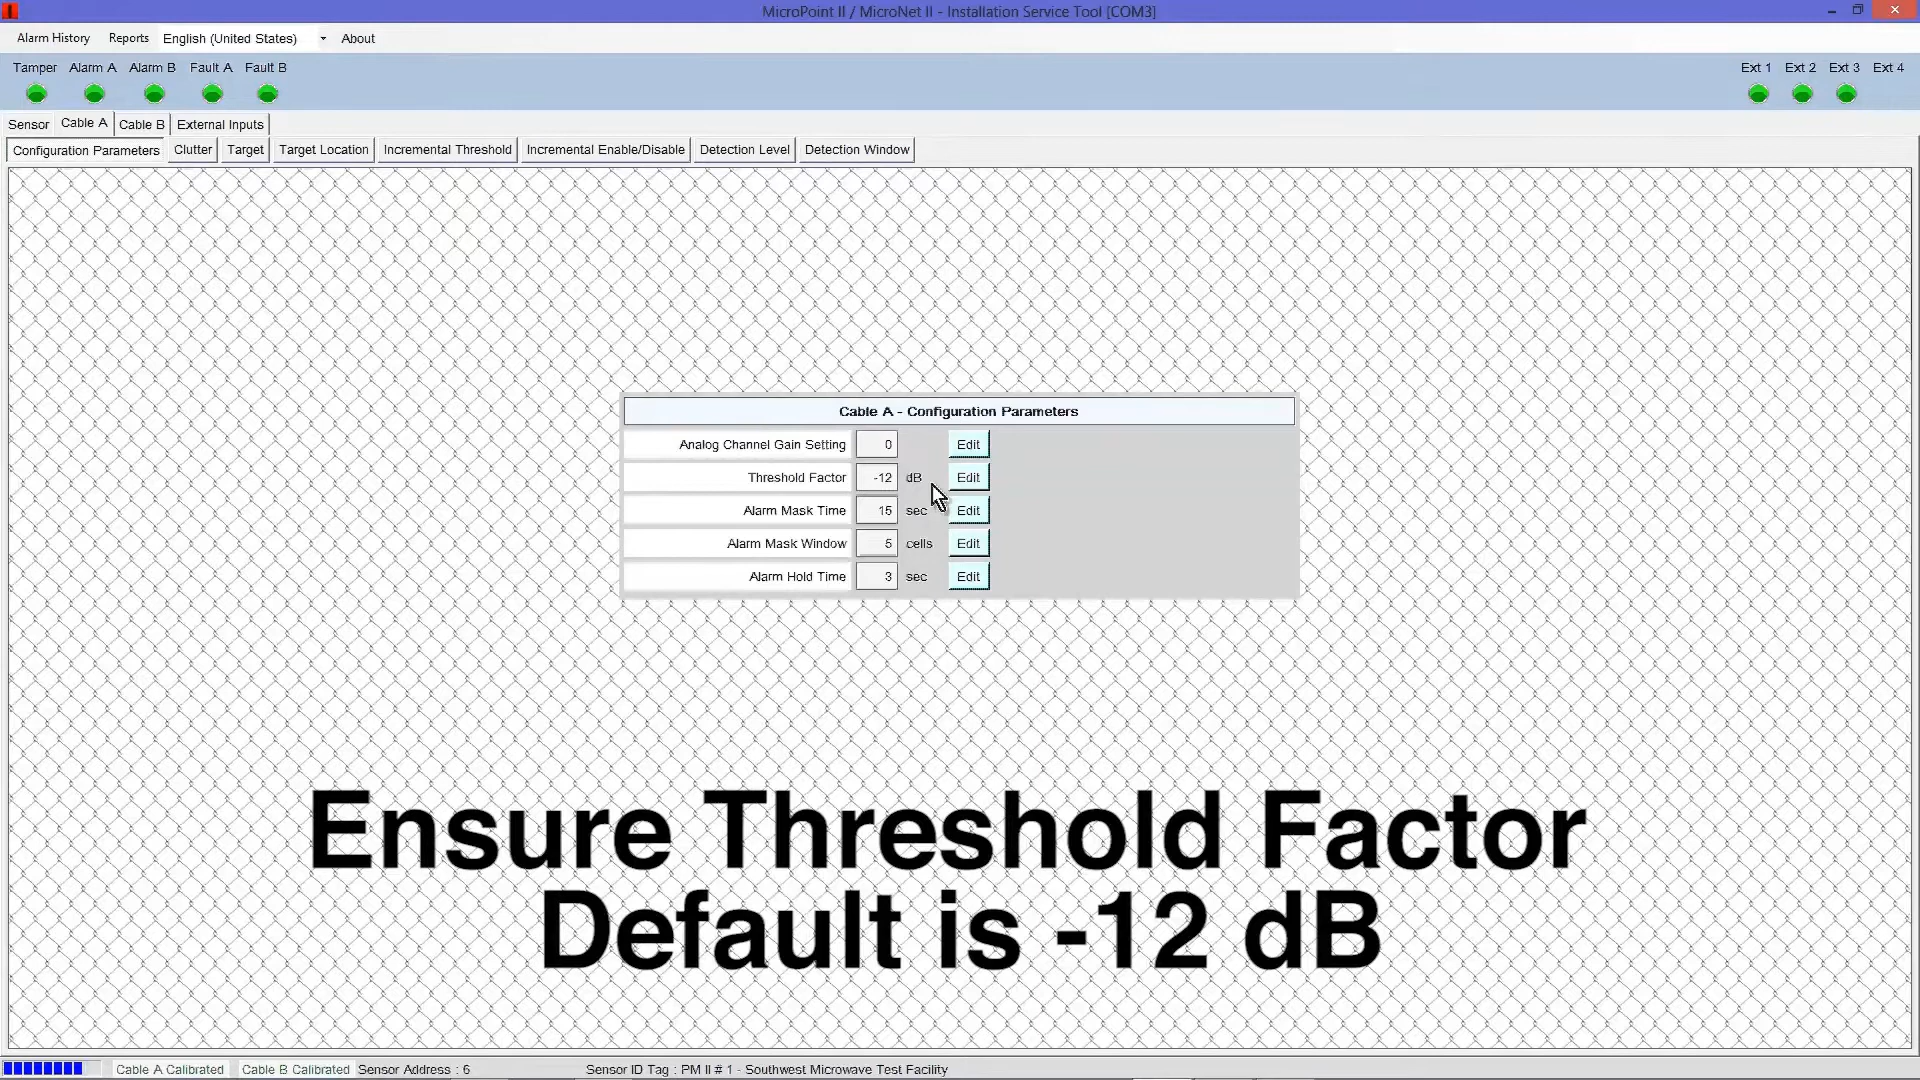 MicroPoint II / MicroNet II - Installation Service Tool [COM3]
Alarm History Reports English (United States) About
Tamper Alarm A Alarm B Fault A Fault B Ext 1 Ext 2 Ext 3 Ext 4
Sensor Cable A Cable B External Inputs
Configuration Parameters Clutter Target Target Location Incremental Threshold Incremental Enable/Disable Detection Level Detection Window
Cable A - Configuration Parameters
Analog Channel Gain Setting 0 Edit
Threshold Factor -12 dB Edit
Alarm Mask Time 15 sec Edit
Alarm Mask Window 5 cells Edit
Alarm Hold Time 3 sec Edit
Ensure Threshold Factor
Default is -12 dB
Cable A Calibrated Cable B Calibrated Sensor Address : 6 Sensor ID Tag : PM II # 1 - Southwest Microwave Test Facility